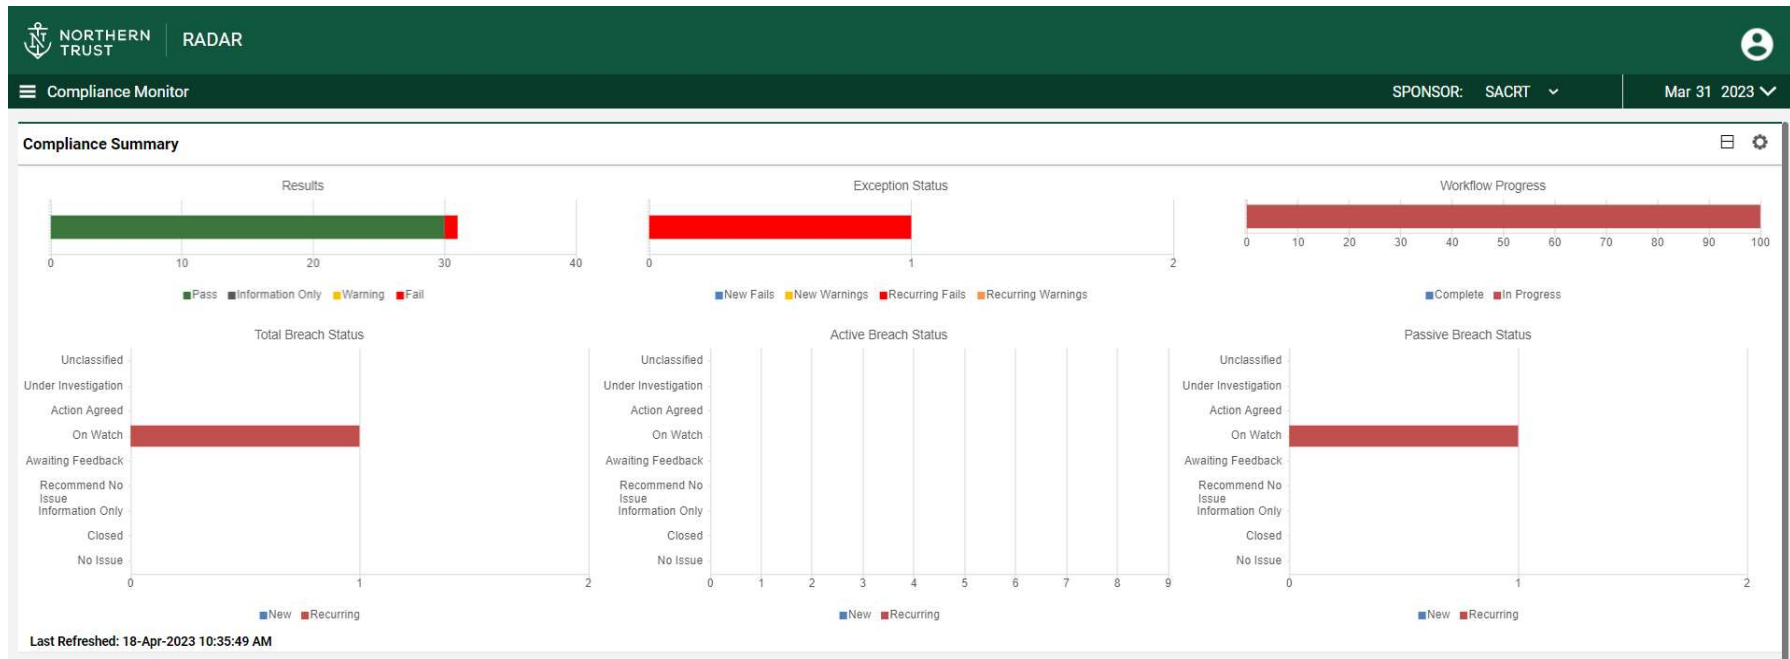 NORTHERN
TRUST
RADAR
Compliance Monitor
SPONSOR: SACRT
Mar 31 2023
Compliance Summary
Results
0 10 20 30 40
Pass Information Only Warning Fail
Exception Status
0 1 2
New Fails New Warnings Recurring Fails Recurring Warnings
Workflow Progress
0 10 20 30 40 50 60 70 80 90 100
Complete In Progress
Total Breach Status
Unclassified
Under Investigation
Action Agreed
On Watch
Awaiting Feedback
Recommend No
Issue
Information Only
Closed
No Issue
0 1 2
New Recurring
Active Breach Status
Unclassified
Under Investigation
Action Agreed
On Watch
Awaiting Feedback
Recommend No
Issue
Information Only
Closed
No Issue
0 1 2 3 4 5 6 7 8 9
New Recurring
Passive Breach Status
Unclassified
Under Investigation
Action Agreed
On Watch
Awaiting Feedback
Recommend No
Issue
Information Only
Closed
No Issue
0 1 2
New Recurring
Last Refreshed: 18-Apr-2023 10:35:49 AM